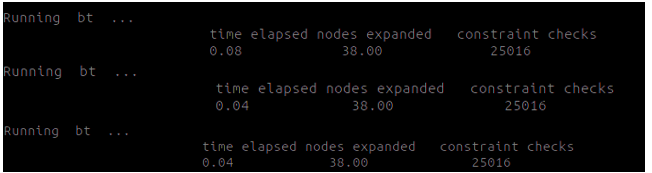 Running bt ...
time elapsed nodes expanded constraint checks
0.08 38.00 25016
Running bt ...
time elapsed nodes expanded constraint checks
0.04 38.00 25016
Running bt ...
time elapsed nodes expanded constraint checks
0.04 38.00 25016